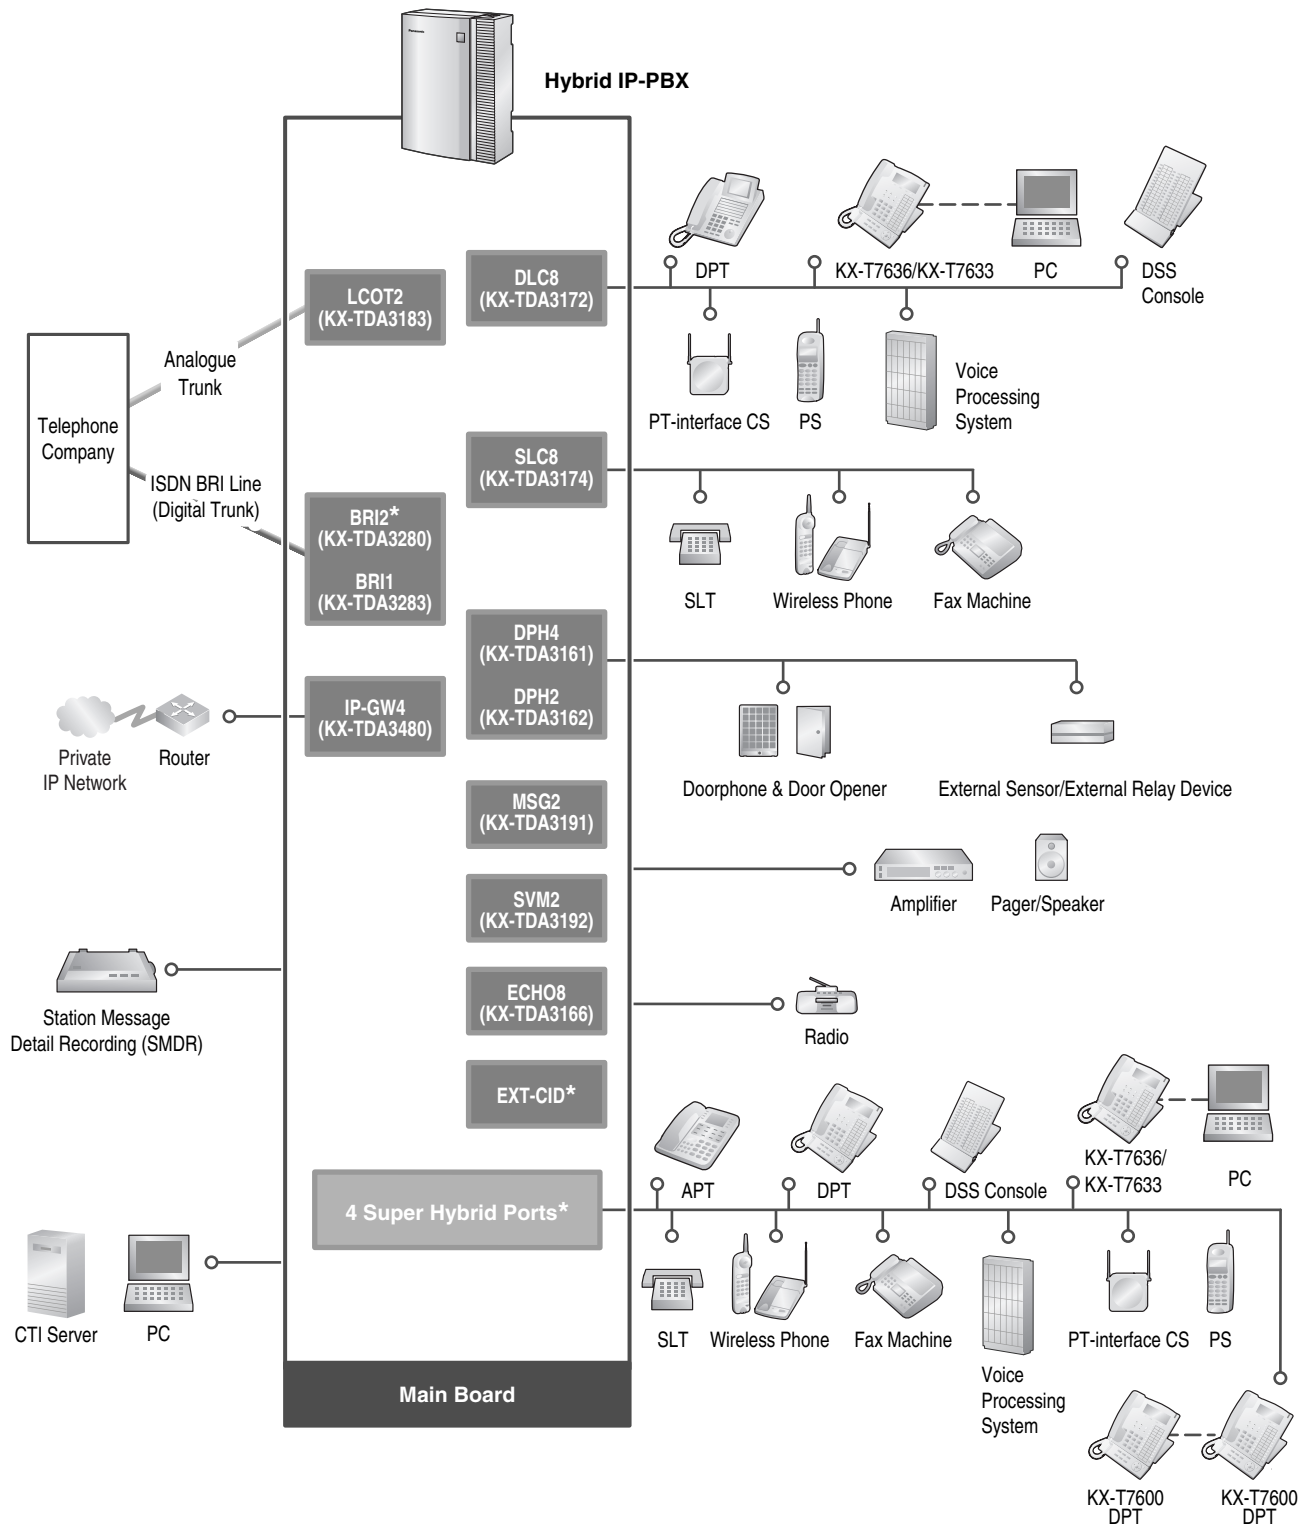 Panasonic
Hybrid IP-PBX
DLC8
(KX-TDA3172)
LCOT2
(KX-TDA3183)
DPT
KX-T7636/KX-T7633
PC
DSS
Console
Analogue
Trunk
Telephone
Company
PT-interface CS
PS
Voice
Processing
System
ISDN BRI Line
(Digital Trunk)
SLC8
(KX-TDA3174)
BRI2*
(KX-TDA3280)
BRI1
(KX-TDA3283)
SLT
Wireless Phone
Fax Machine
DPH4
(KX-TDA3161)
DPH2
(KX-TDA3162)
IP-GW4
(KX-TDA3480)
Private
IP Network
Router
Doorphone & Door Opener
External Sensor/External Relay Device
MSG2
(KX-TDA3191)
SVM2
(KX-TDA3192)
Amplifier
Pager/Speaker
Station Message
Detail Recording (SMDR)
ECHO8
(KX-TDA3166)
Radio
EXT-CID*
4 Super Hybrid Ports*
APT
DPT
DSS Console
KX-T7636/
KX-T7633
PC
CTI Server
PC
SLT
Wireless Phone
Fax Machine
Voice
Processing
System
PT-interface CS
PS
Main Board
KX-T7600
DPT
KX-T7600
DPT